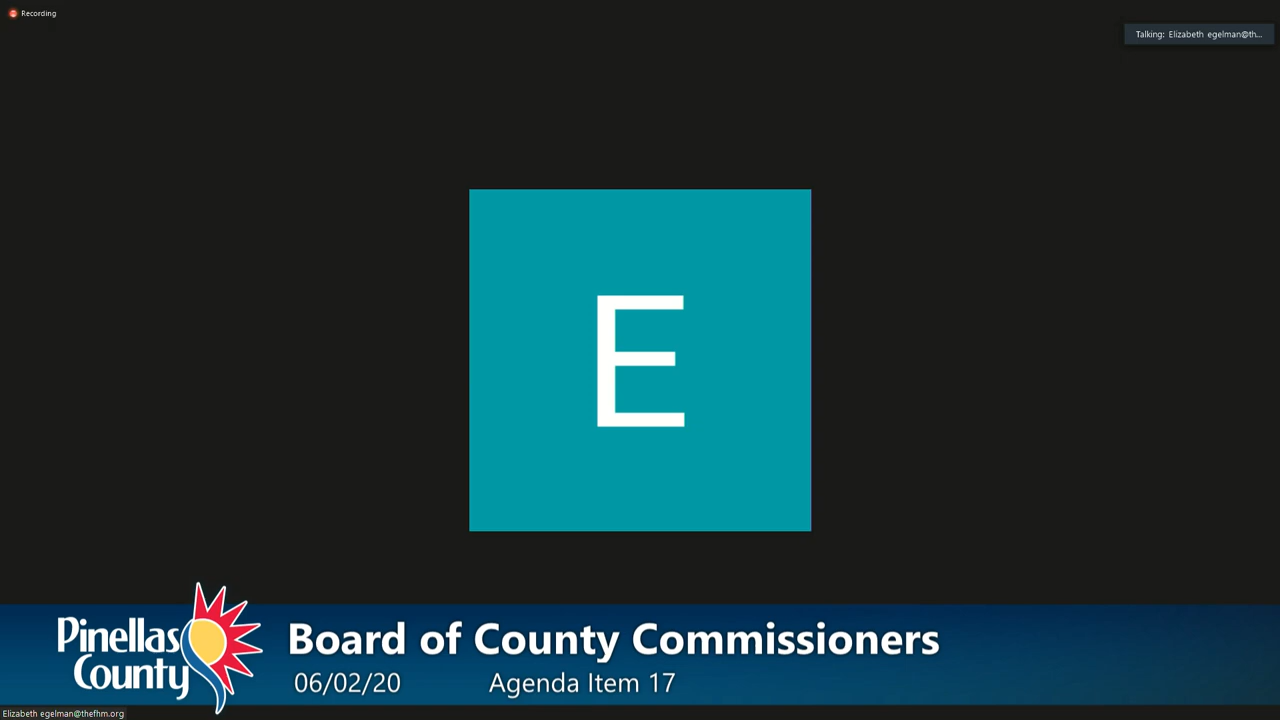 Recording
Talking: Elizabeth egelman@th...
E
Pinellas
County
Board of County Commissioners
06/02/20 Agenda Item 17
Elizabeth egelman@thefhm.org